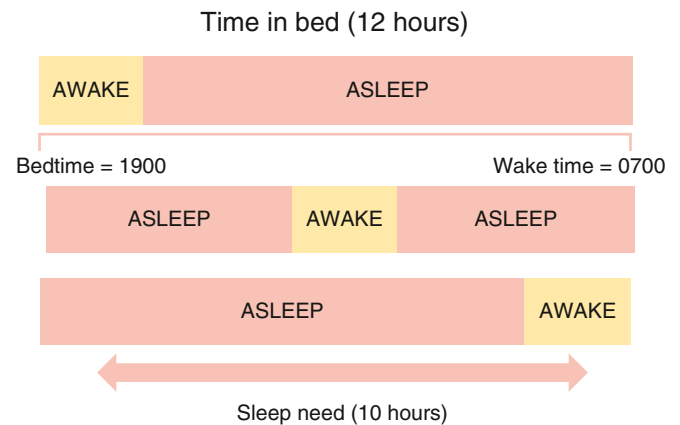 Time in bed (12 hours)
AWAKE ASLEEP
Bedtime = 1900 Wake time = 0700
ASLEEP AWAKE ASLEEP
ASLEEP AWAKE
Sleep need (10 hours)